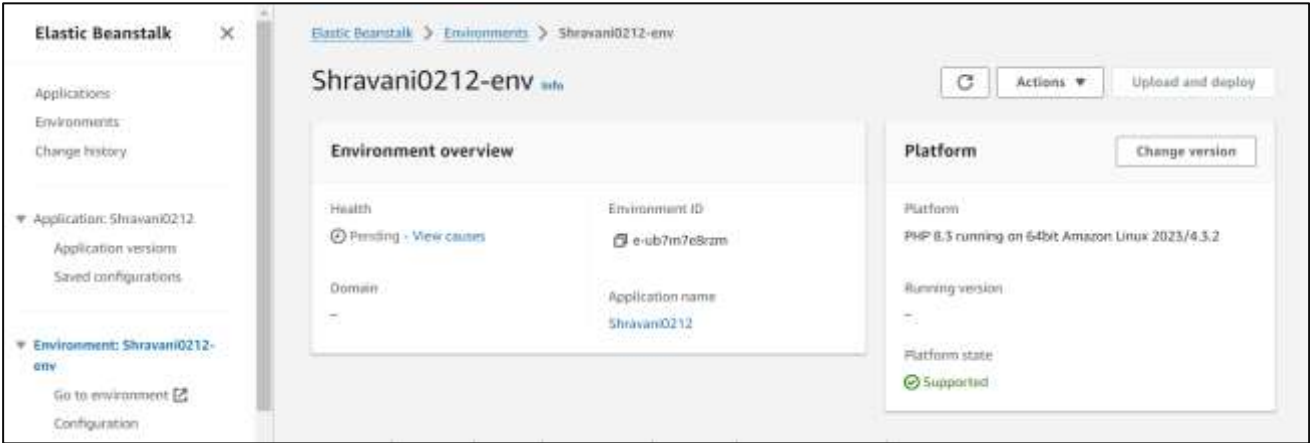 Elastic Beanstalk
Applications
Environments
Change history
Application: Shravani0212
Application versions
Saved configurations
Environment: Shravani0212-
env
Go to environment
Configuration
Elastic Beanstalk > Environments > Shravani0212-env
Shravani0212-env Info
Actions
Upload and deploy
Environment overview
Health
Pending - View causes
Domain
–
Environment ID
e-ub7m7e8rzm
Application name
Shravani0212
Platform
Change version
Platform
PHP 8.3 running on 64bit Amazon Linux 2023/4.3.2
Running version
–
Platform state
Supported